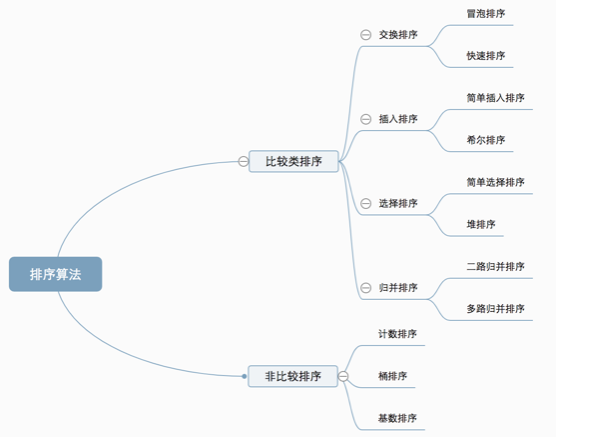 排序算法
比较类排序
交换排序
冒泡排序
快速排序
插入排序
简单插入排序
希尔排序
选择排序
简单选择排序
堆排序
归并排序
二路归并排序
多路归并排序
非比较排序
计数排序
桶排序
基数排序